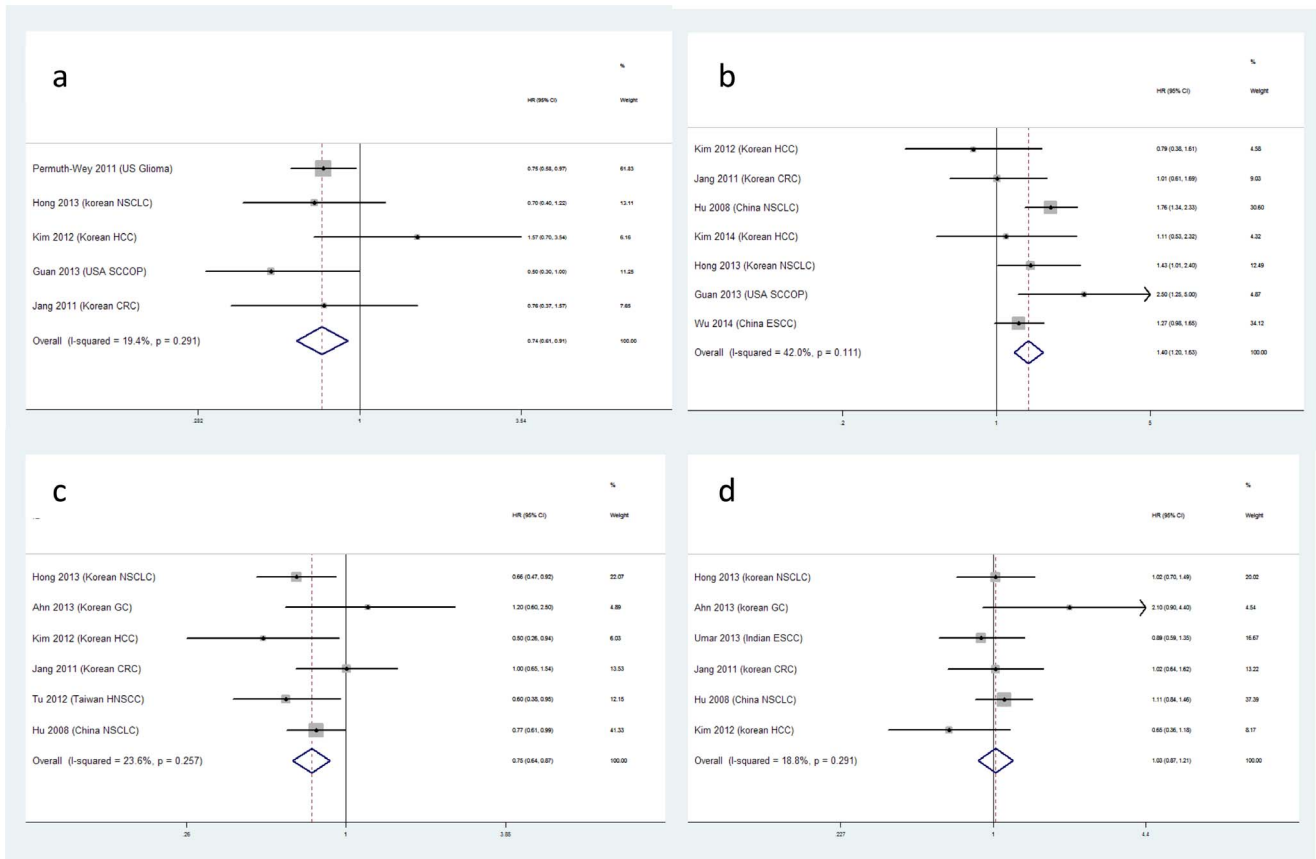 a
%
HR (95% CI) Weight
Permuth-Wey 2011 (US Glioma) 0.75 (0.58, 0.97) 61.83
Hong 2013 (korean NSCLC) 0.70 (0.40, 1.22) 13.11
Kim 2012 (Korean HCC) 1.57 (0.70, 3.54) 6.16
Guan 2013 (USA SCCOP) 0.50 (0.30, 1.00) 11.25
Jang 2011 (Korean CRC) 0.76 (0.37, 1.57) 7.65
Overall (I-squared = 19.4%, p = 0.291) 0.74 (0.61, 0.91) 100.00
.282 1 3.54
b
%
HR (95% CI) Weight
Kim 2012 (Korean HCC) 0.79 (0.38, 1.61) 4.58
Jang 2011 (Korean CRC) 1.01 (0.61, 1.69) 9.03
Hu 2008 (China NSCLC) 1.76 (1.34, 2.33) 30.60
Kim 2014 (Korean HCC) 1.11 (0.53, 2.32) 4.32
Hong 2013 (Korean NSCLC) 1.43 (1.01, 2.40) 12.49
Guan 2013 (USA SCCOP) 2.50 (1.25, 5.00) 4.87
Wu 2014 (China ESCC) 1.27 (0.98, 1.65) 34.12
Overall (I-squared = 42.0%, p = 0.111) 1.40 (1.20, 1.63) 100.00
.2 1 5
c
%
HR (95% CI) Weight
Hong 2013 (Korean NSCLC) 0.66 (0.47, 0.92) 22.07
Ahn 2013 (Korean GC) 1.20 (0.60, 2.50) 4.89
Kim 2012 (Korean HCC) 0.50 (0.26, 0.94) 6.03
Jang 2011 (Korean CRC) 1.00 (0.65, 1.54) 13.53
Tu 2012 (Taiwan HNSCC) 0.60 (0.38, 0.95) 12.15
Hu 2008 (China NSCLC) 0.77 (0.61, 0.99) 41.33
Overall (I-squared = 23.6%, p = 0.257) 0.75 (0.64, 0.87) 100.00
.26 1 3.88
d
%
HR (95% CI) Weight
Hong 2013 (korean NSCLC) 1.02 (0.70, 1.49) 20.02
Ahn 2013 (korean GC) 2.10 (0.90, 4.40) 4.54
Umar 2013 (Indian ESCC) 0.89 (0.59, 1.35) 16.67
Jang 2011 (korean CRC) 1.02 (0.64, 1.62) 13.22
Hu 2008 (China NSCLC) 1.11 (0.84, 1.46) 37.39
Kim 2012 (korean HCC) 0.65 (0.36, 1.18) 8.17
Overall (I-squared = 18.8%, p = 0.291) 1.03 (0.87, 1.21) 100.00
.227 1 4.4